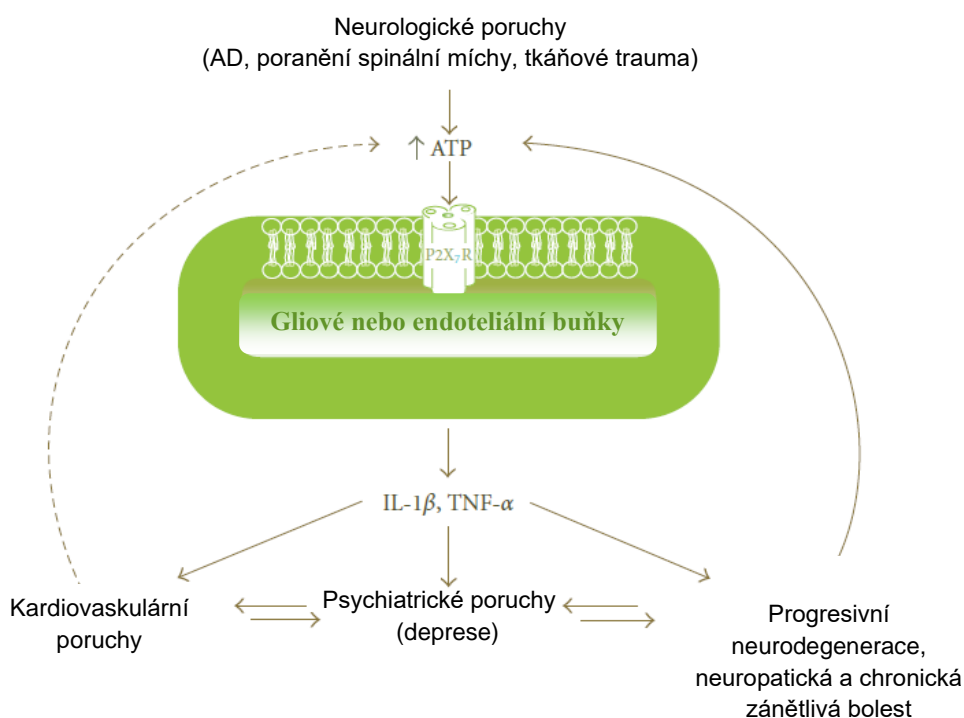 Neurologické poruchy
(AD, poranění spinální míchy, tkáňové trauma)
↑ ATP
P2X₇R
Gliové nebo endoteliální buňky
IL-1β, TNF-α
Kardiovaskulární
poruchy
Psychiatrické poruchy
(deprese)
Progresivní
neurodegenerace,
neuropatická a chronická
zánětlivá bolest